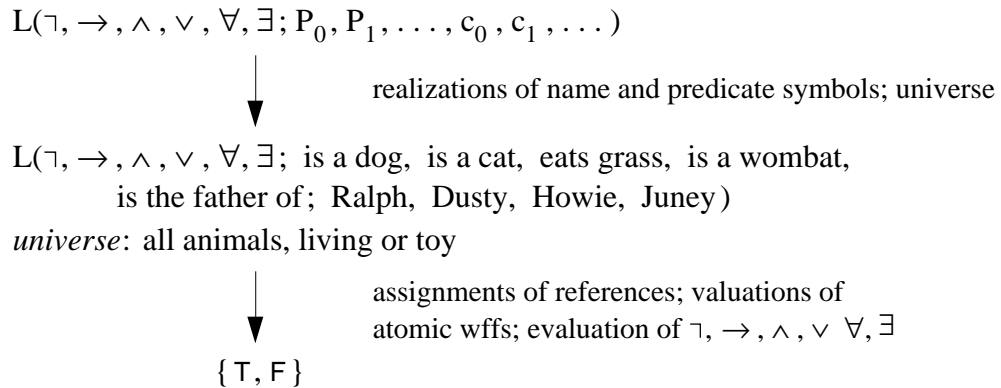 L(⌝, →, ∧, ∨, ∀, ∃; P₀, P₁, . . . , c₀, c₁, . . . )
realizations of name and predicate symbols; universe
L(⌝, →, ∧, ∨, ∀, ∃; is a dog, is a cat, eats grass, is a wombat,
is the father of; Ralph, Dusty, Howie, Juney)
universe: all animals, living or toy
assignments of references; valuations of
atomic wffs; evaluation of ⌝, →, ∧, ∨ ∀, ∃
{T, F}